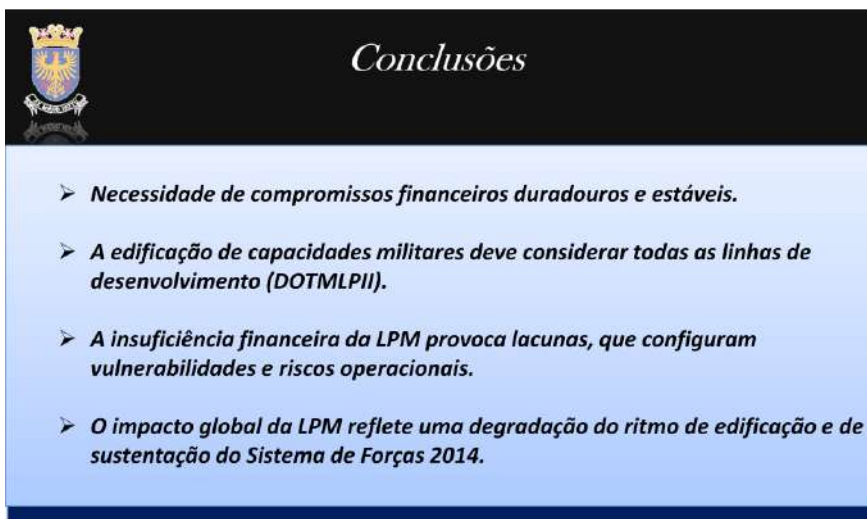 Conclusões
➢ Necessidade de compromissos financeiros duradouros e estáveis.
➢ A edificação de capacidades militares deve considerar todas as linhas de
desenvolvimento (DOTMLPII).
➢ A insuficiência financeira da LPM provoca lacunas, que configuram
vulnerabilidades e riscos operacionais.
➢ O impacto global da LPM reflete uma degradação do ritmo de edificação e de
sustentação do Sistema de Forças 2014.